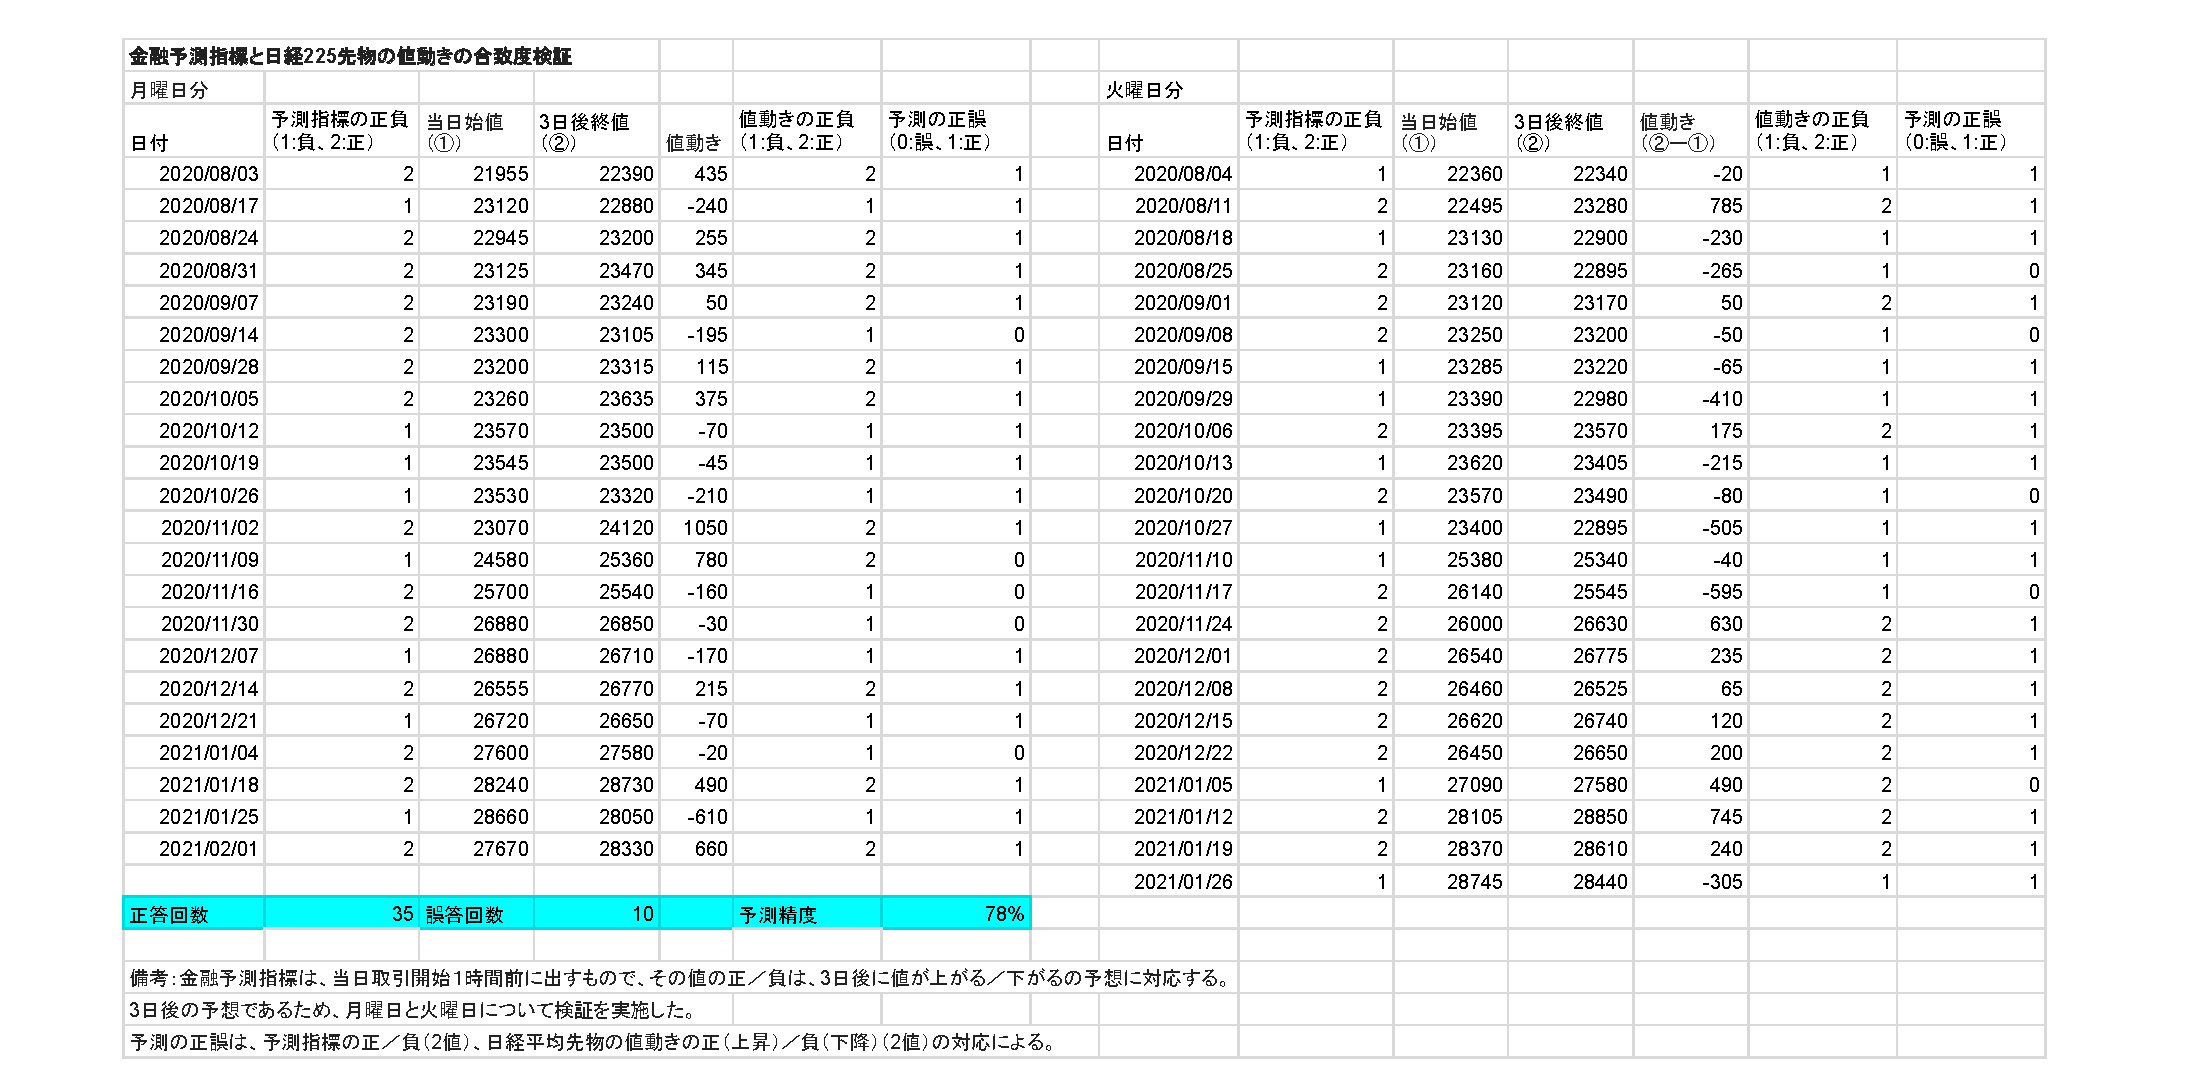 金融予測指標と日経225先物の値動きの合致度検証
月曜日分 火曜日分
日付 予測指標の正負（1:負、2:正） 当日始値（①） 3日後終値（②） 値動き 値動きの正負（1:負、2:正） 予測の正誤（0:誤、1:正） 日付 予測指標の正負（1:負、2:正） 当日始値（①） 3日後終値（②） 値動き（②ー①） 値動きの正負（1:負、2:正） 予測の正誤（0:誤、1:正）
2020/08/03 2 21955 22390 435 2 1 2020/08/04 1 22360 22340 -20 1 1
2020/08/17 1 23120 22880 -240 1 1 2020/08/11 2 22495 23280 785 2 1
2020/08/24 2 22945 23200 255 2 1 2020/08/18 1 23130 22900 -230 1 1
2020/08/31 2 23125 23470 345 2 1 2020/08/25 2 23160 22895 -265 1 0
2020/09/07 2 23190 23240 50 2 1 2020/09/01 2 23120 23170 50 2 1
2020/09/14 2 23300 23105 -195 1 0 2020/09/08 2 23250 23200 -50 1 0
2020/09/28 2 23200 23315 115 2 1 2020/09/15 1 23285 23220 -65 1 1
2020/10/05 2 23260 23635 375 2 1 2020/09/29 1 23390 22980 -410 1 1
2020/10/12 1 23570 23500 -70 1 1 2020/10/06 2 23395 23570 175 2 1
2020/10/19 1 23545 23500 -45 1 1 2020/10/13 1 23620 23405 -215 1 1
2020/10/26 1 23530 23320 -210 1 1 2020/10/20 2 23570 23490 -80 1 0
2020/11/02 2 23070 24120 1050 2 1 2020/10/27 1 23400 22895 -505 1 1
2020/11/09 1 24580 25360 780 2 0 2020/11/10 1 25380 25340 -40 1 1
2020/11/16 2 25700 25540 -160 1 0 2020/11/17 2 26140 25545 -595 1 0
2020/11/30 2 26880 26850 -30 1 0 2020/11/24 2 26000 26630 630 2 1
2020/12/07 1 26880 26710 -170 1 1 2020/12/01 2 26540 26775 235 2 1
2020/12/14 2 26555 26770 215 2 1 2020/12/08 2 26460 26525 65 2 1
2020/12/21 1 26720 26650 -70 1 1 2020/12/15 2 26620 26740 120 2 1
2021/01/04 2 27600 27580 -20 1 0 2020/12/22 2 26450 26650 200 2 1
2021/01/18 2 28240 28730 490 2 1 2021/01/05 1 27090 27580 490 2 0
2021/01/25 1 28660 28050 -610 1 1 2021/01/12 2 28105 28850 745 2 1
2021/02/01 2 27670 28330 660 2 1 2021/01/19 2 28370 28610 240 2 1
2021/01/26 1 28745 28440 -305 1 1
正答回数 35 誤答回数 10 予測精度 78%
備考：金融予測指標は、当日取引開始1時間前に出すもので、その値の正／負は、3日後に値が上がる／下がるの予想に対応する。
3日後の予想であるため、月曜日と火曜日について検証を実施した。
予測の正誤は、予測指標の正／負（2値）、日経平均先物の値動きの正（上昇）／負（下降）（2値）の対応による。